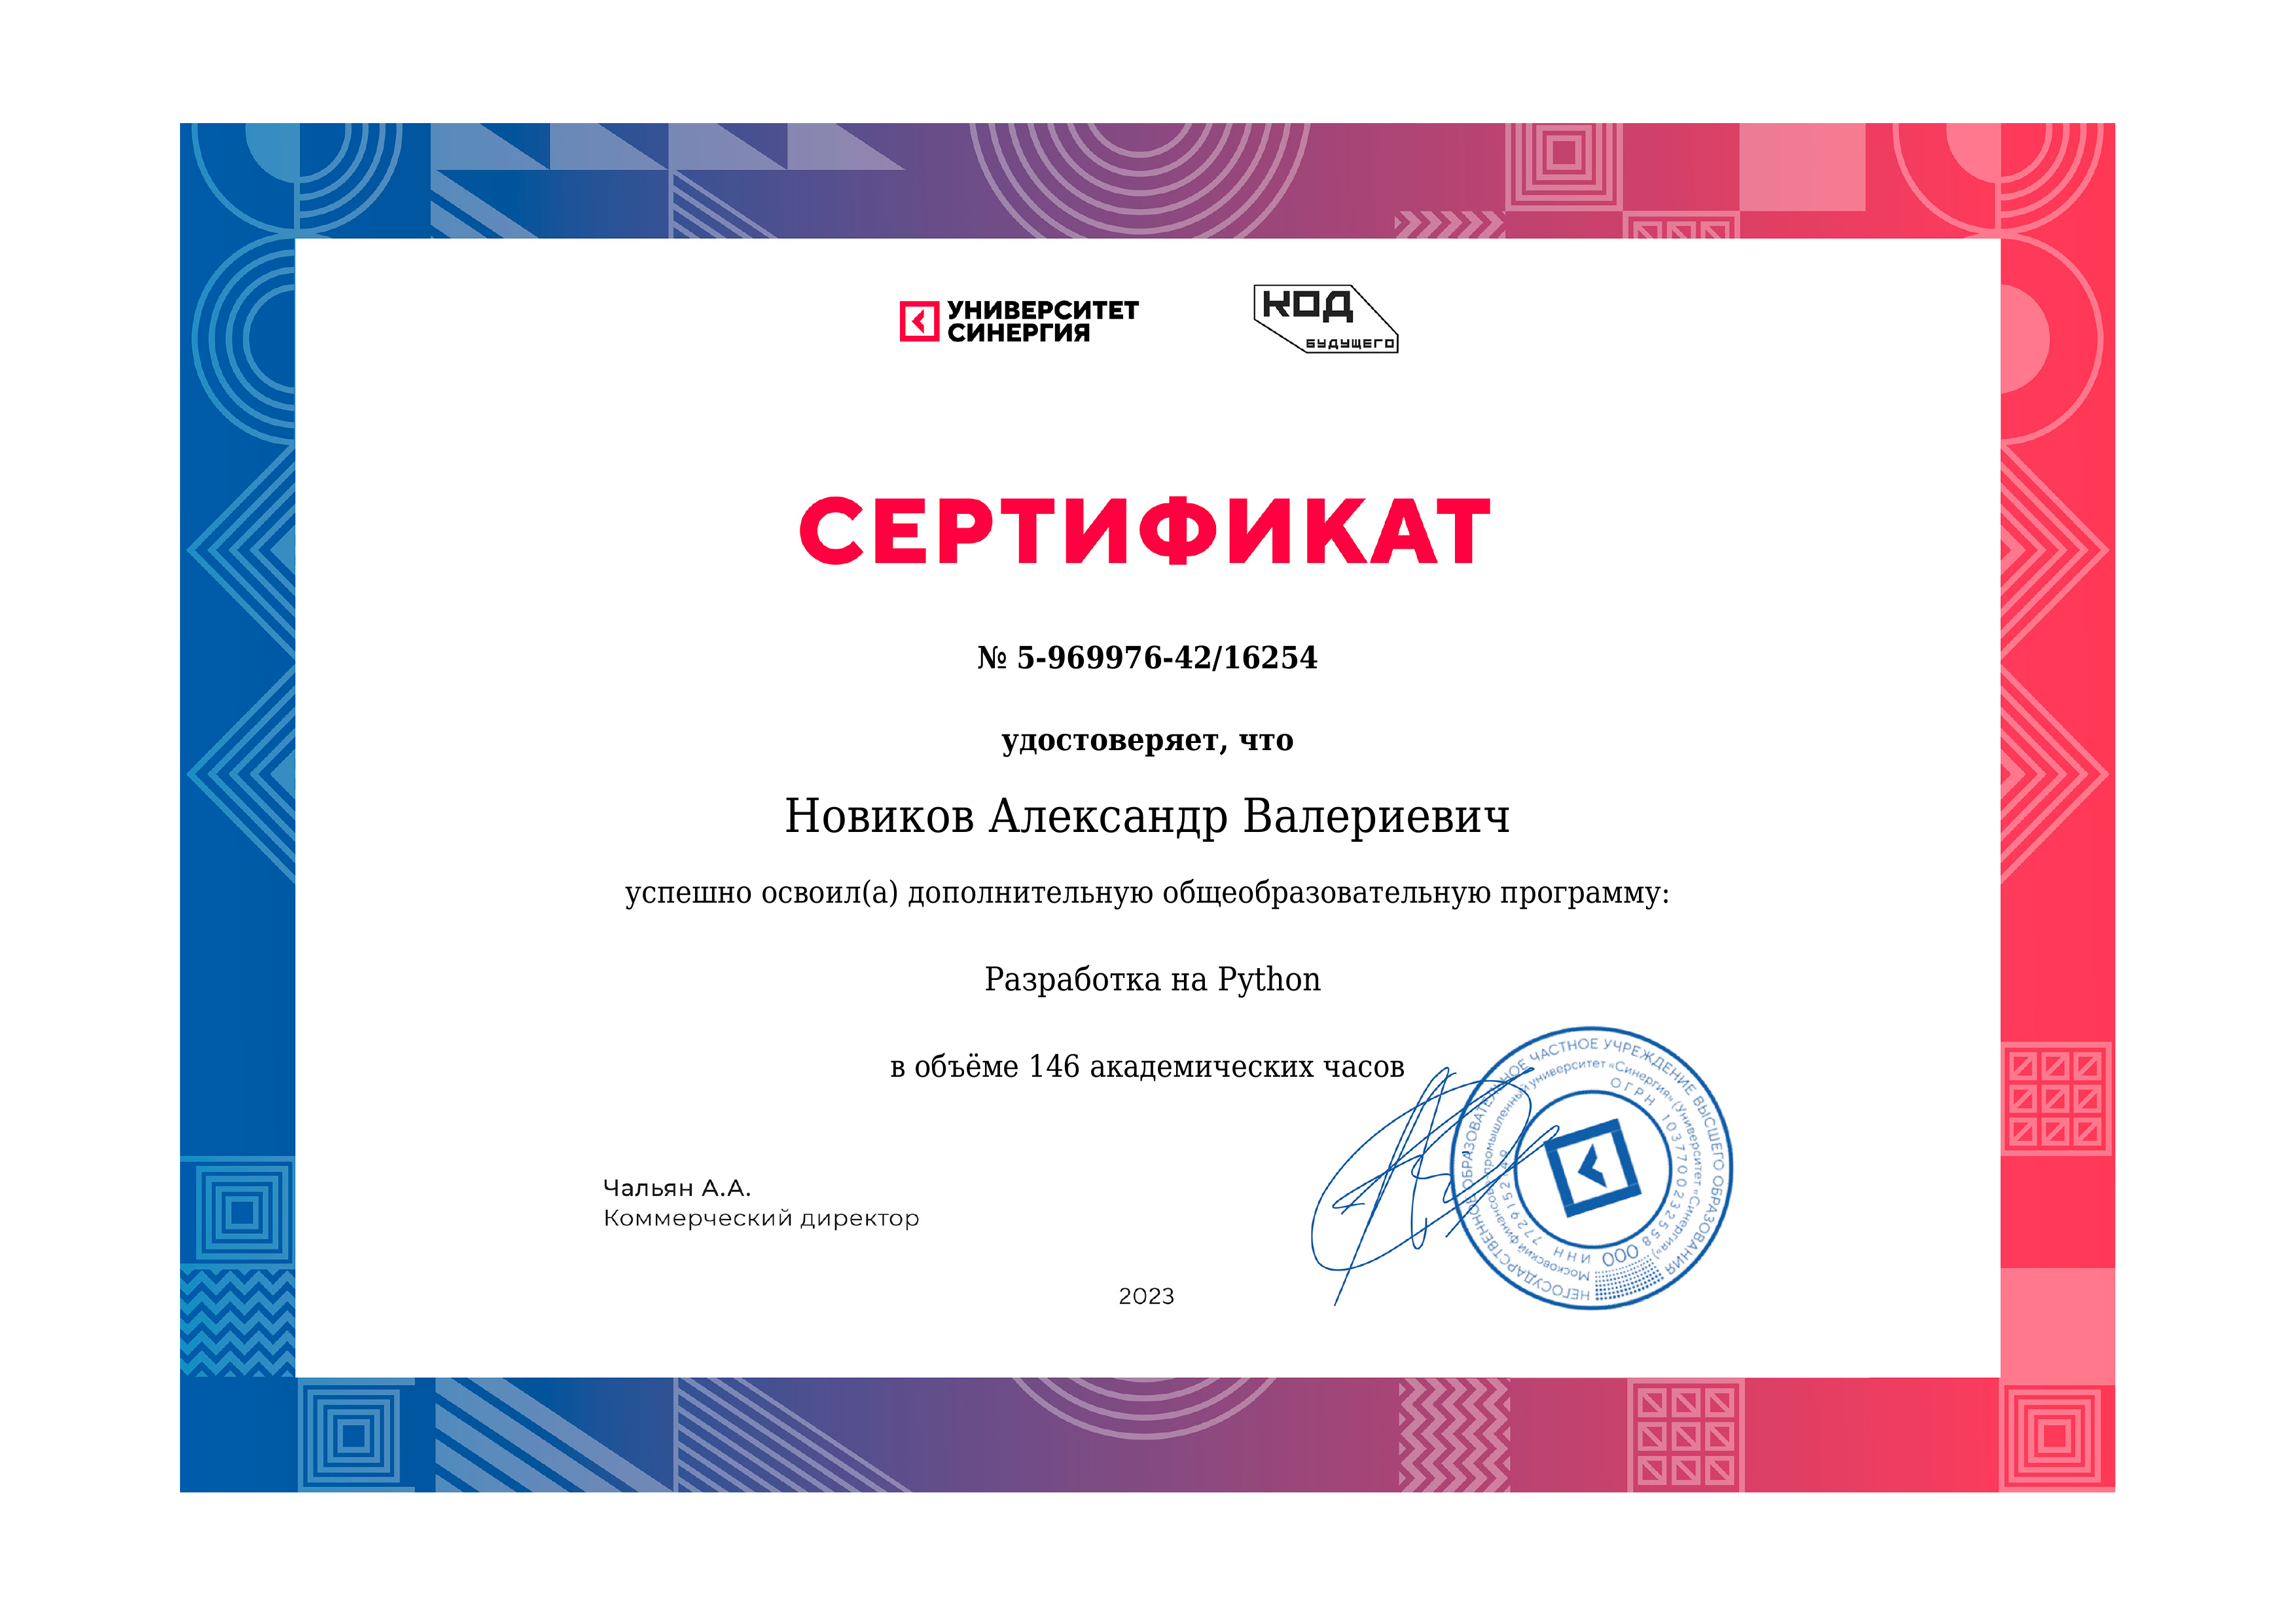 УНИВЕРСИТЕТ
СИНЕРГИЯ
КОД
БУДУЩЕГО
СЕРТИФИКАТ
№ 5-969976-42/16254
удостоверяет, что
Новиков Александр Валериевич
успешно освоил(а) дополнительную общеобразовательную программу:
Разработка на Python
в объёме 146 академических часов
Чальян А.А.
Коммерческий директор
2023
НЕГОСУДАРСТВЕННОЕ ОБРАЗОВАТЕЛЬНОЕ ЧАСТНОЕ УЧРЕЖДЕНИЕ ВЫСШЕГО ОБРАЗОВАНИЯ
Московский финансово-промышленный университет «Синергия» (Университет «Синергия»)
ОГРН 1037700232558
ИНН
000